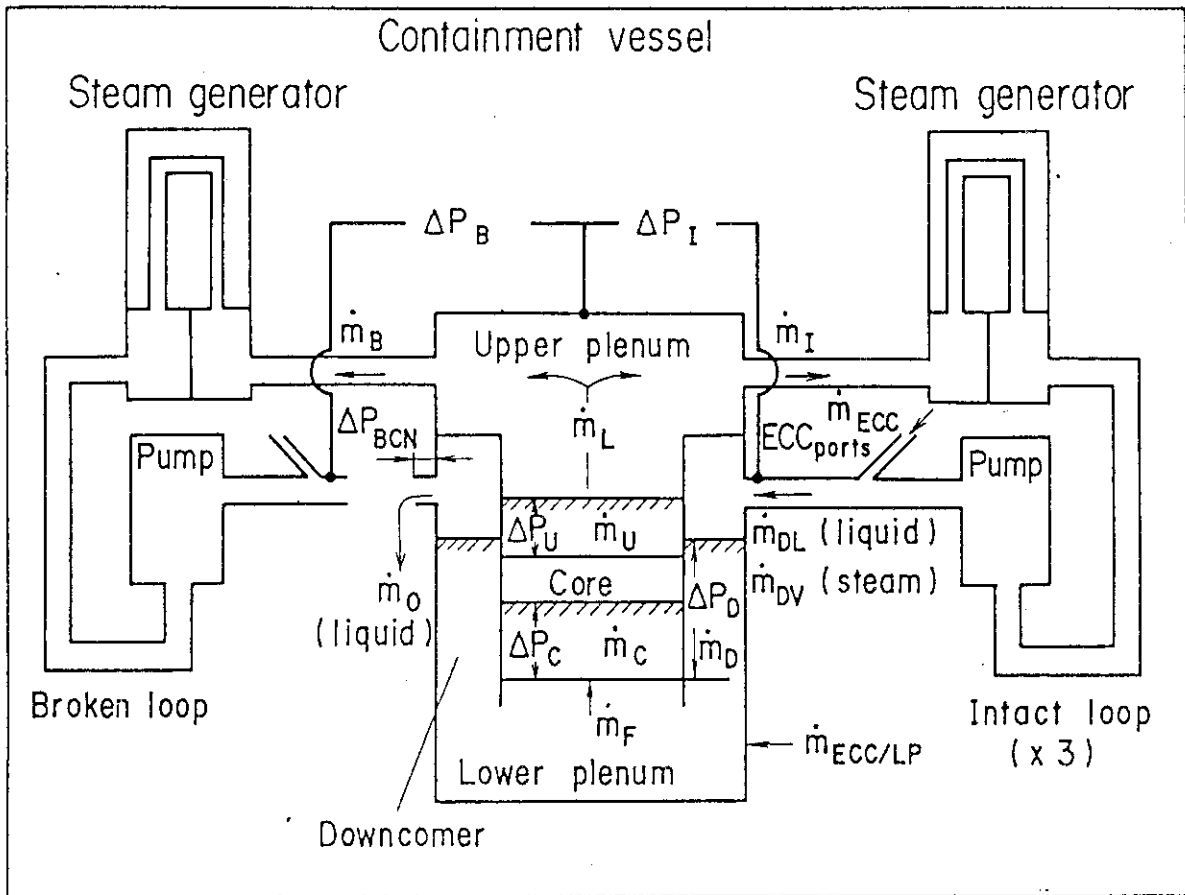 Containment vessel
Steam generator
Steam generator
ΔP_B
ΔP_I
ṁ_B
Upper plenum
ṁ_I
ṁ_L
ṁ_ECC
ΔP_BCN
ECC ports
Pump
Pump
ΔP_U
ṁ_U
ṁ_DL (liquid)
Core
ΔP_D
ṁ_DV (steam)
ṁ_O
(liquid)
ΔP_C
ṁ_C
ṁ_D
Broken loop
ṁ_F
Intact loop
(x 3)
ṁ_ECC/LP
Lower plenum
Downcomer